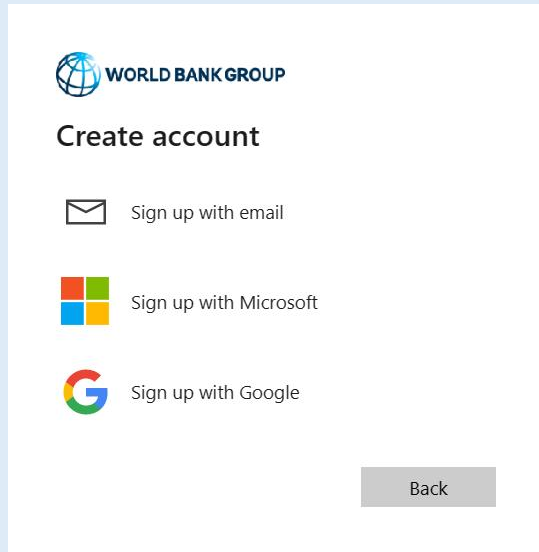 WORLD BANK GROUP
Create account
Sign up with email
Sign up with Microsoft
Sign up with Google
Back